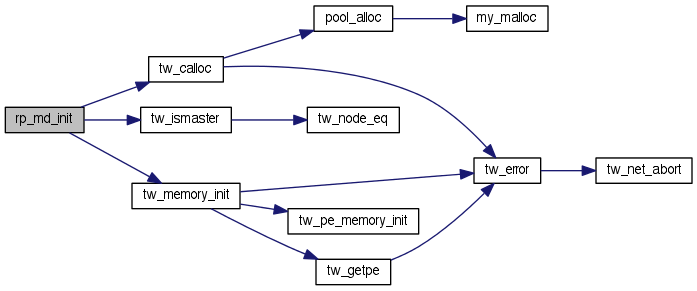 pool_alloc
my_malloc
tw_calloc
rp_md_init
tw_ismaster
tw_node_eq
tw_error
tw_net_abort
tw_memory_init
tw_pe_memory_init
tw_getpe